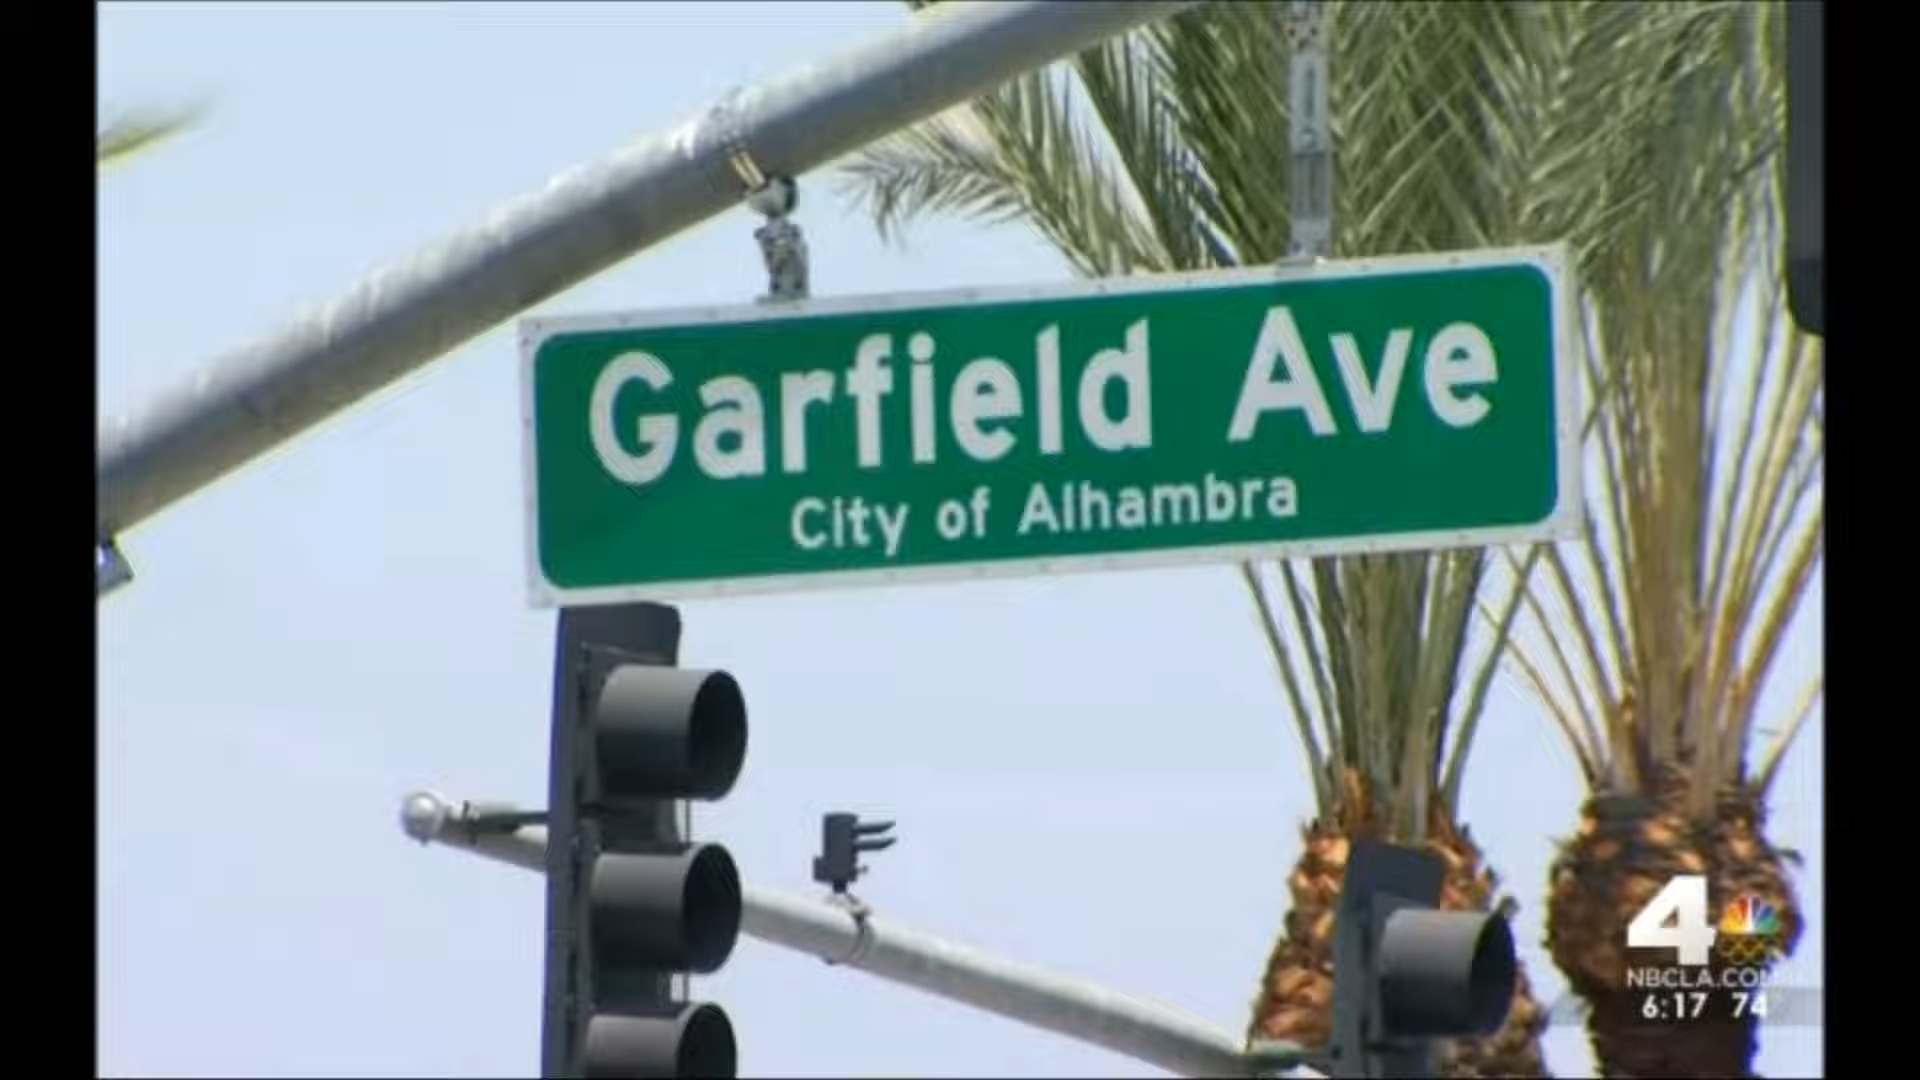 Garfield Ave
City of Alhambra
4
NBCLA.COM
6:17 74